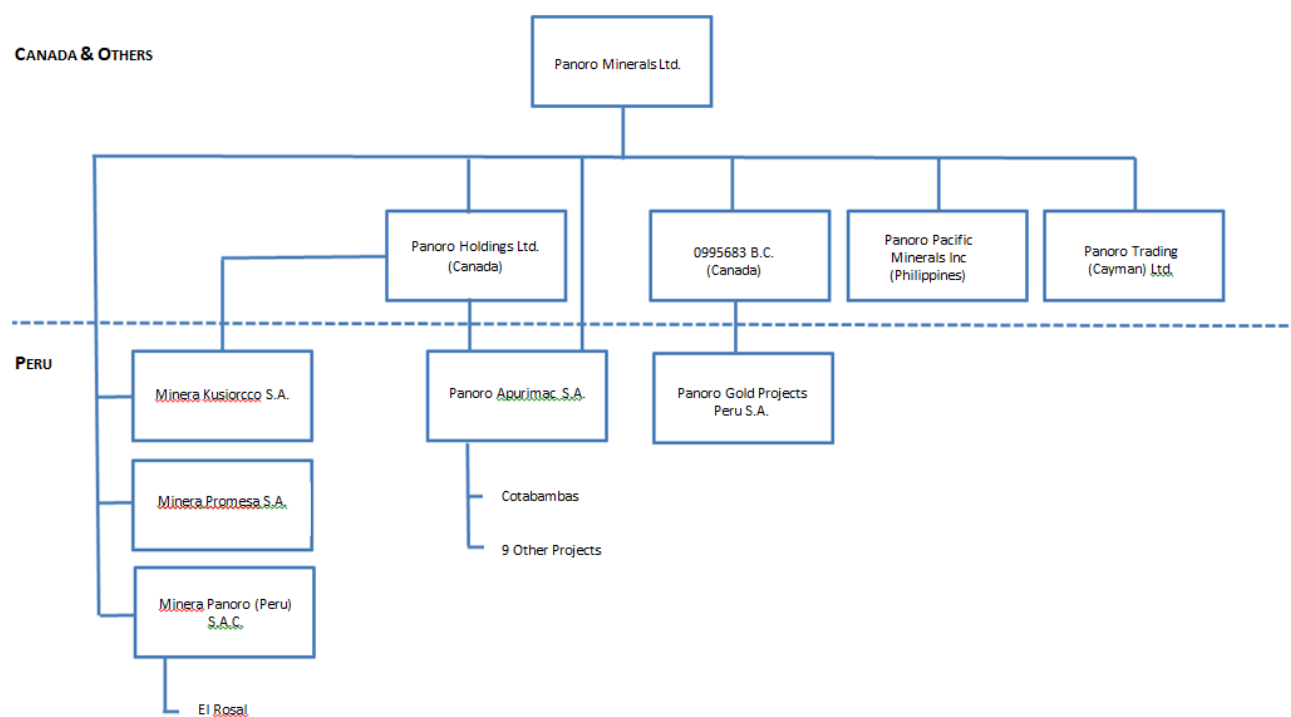 CANADA & OTHERS
Panoro Minerals Ltd.
Panoro Holdings Ltd.
(Canada)
0995683 B.C.
(Canada)
Panoro Pacific
Minerals Inc
(Philippines)
Panoro Trading
(Cayman) Ltd.
PERU
Minera Kusiorcco S.A.
Panoro Apurimac S.A.
Panoro Gold Projects
Peru S.A.
Minera Promesa S.A.
Cotabambas
9 Other Projects
Minera Panoro (Peru)
S.A.C.
El Rosal